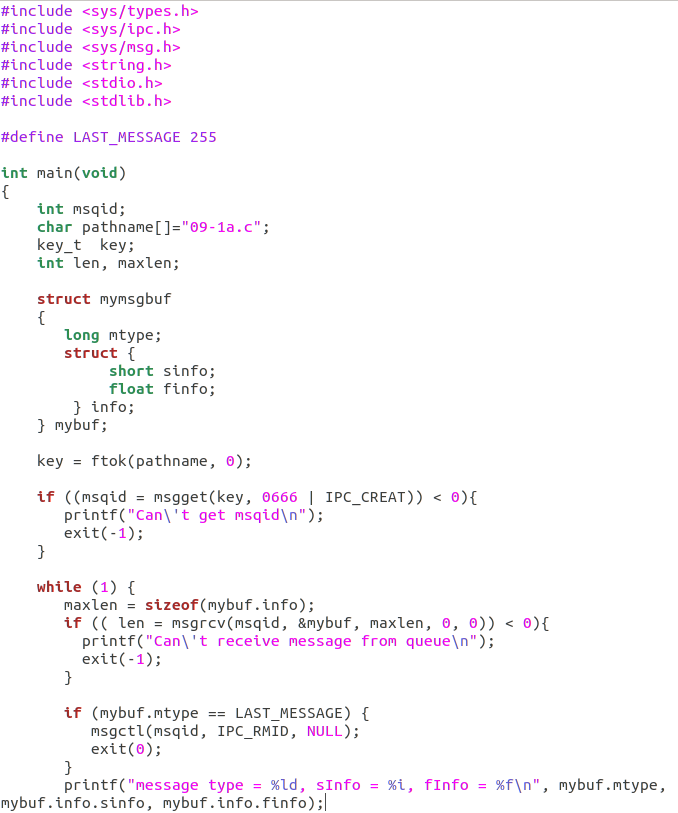 #include <sys/types.h>
#include <sys/ipc.h>
#include <sys/msg.h>
#include <string.h>
#include <stdio.h>
#include <stdlib.h>

#define LAST_MESSAGE 255

int main(void)
{
    int msqid;
    char pathname[]="09-1a.c";
    key_t  key;
    int len, maxlen;

    struct mymsgbuf
    {
       long mtype;
       struct {
            short sinfo;
            float finfo;
        } info;
    } mybuf;

    key = ftok(pathname, 0);

    if ((msqid = msgget(key, 0666 | IPC_CREAT)) < 0){
       printf("Can\'t get msqid\n");
       exit(-1);
    }

    while (1) {
       maxlen = sizeof(mybuf.info);
       if (( len = msgrcv(msqid, &mybuf, maxlen, 0, 0)) < 0){
         printf("Can\'t receive message from queue\n");
         exit(-1);
       }

       if (mybuf.mtype == LAST_MESSAGE) {
          msgctl(msqid, IPC_RMID, NULL);
          exit(0);
       }
       printf("message type = %ld, sInfo = %i, fInfo = %f\n", mybuf.mtype,
mybuf.info.sinfo, mybuf.info.finfo);